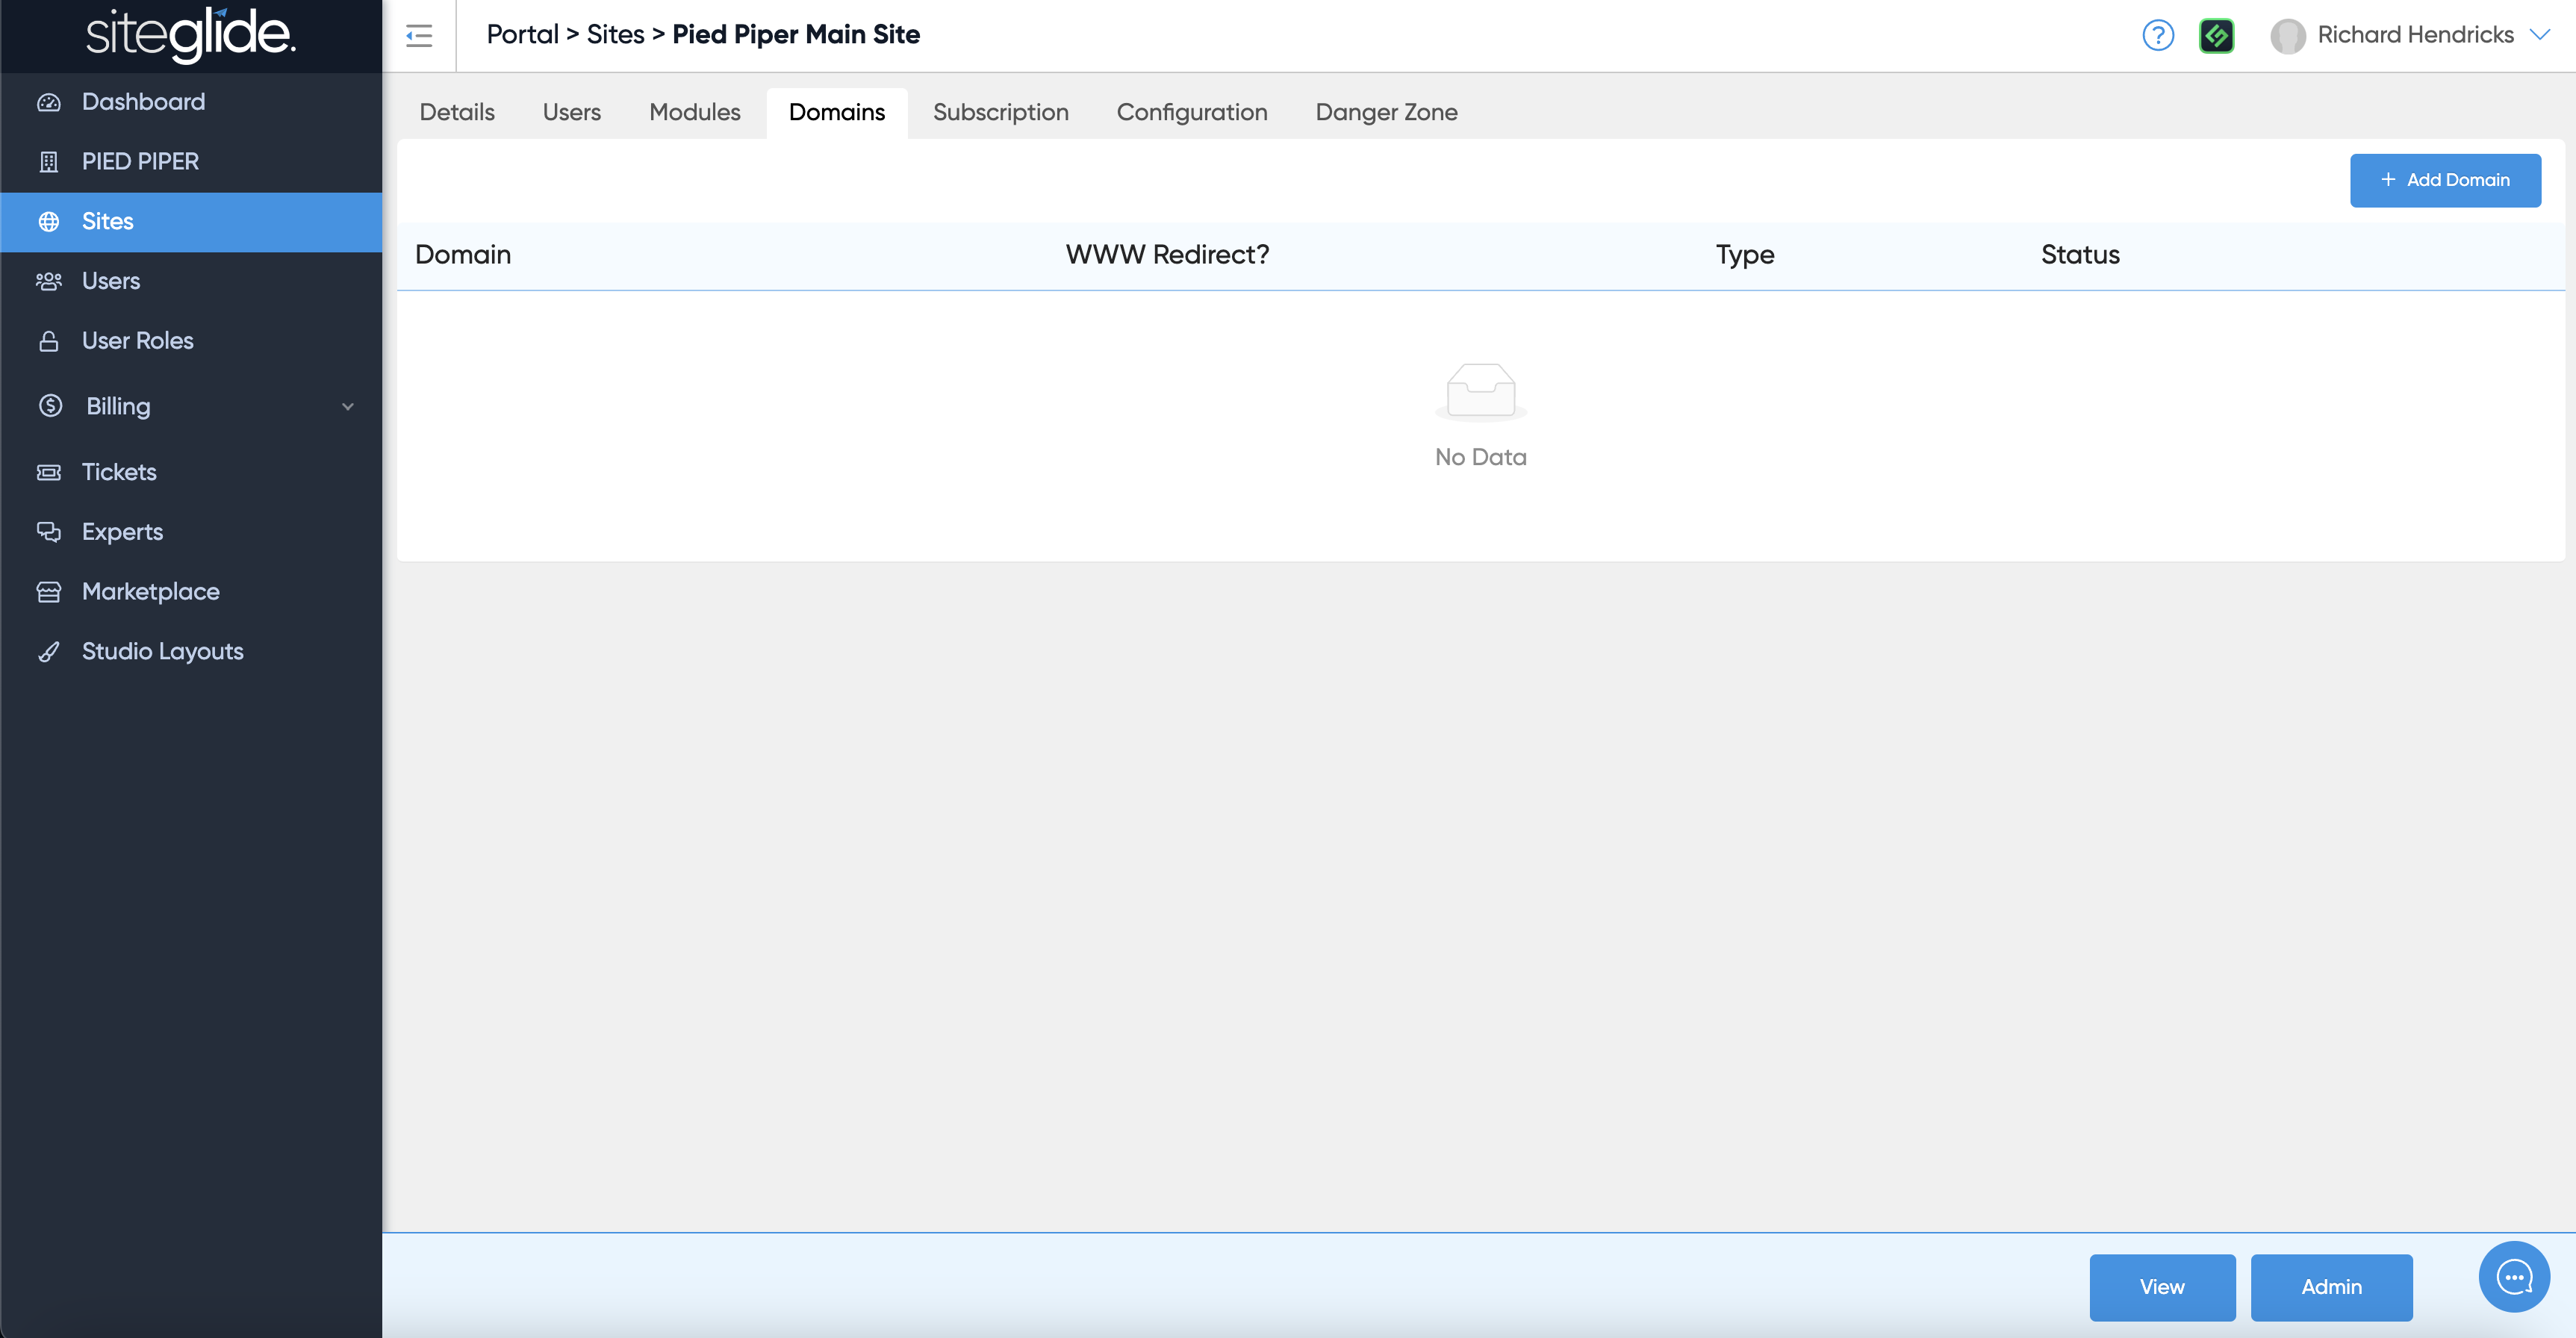 siteglide.
Portal > Sites > Pied Piper Main Site
?
Richard Hendricks
Dashboard
PIED PIPER
Sites
Users
User Roles
Billing
Tickets
Experts
Marketplace
Studio Layouts
Details Users Modules Domains Subscription Configuration Danger Zone
+ Add Domain
Domain WWW Redirect? Type Status
No Data
View Admin